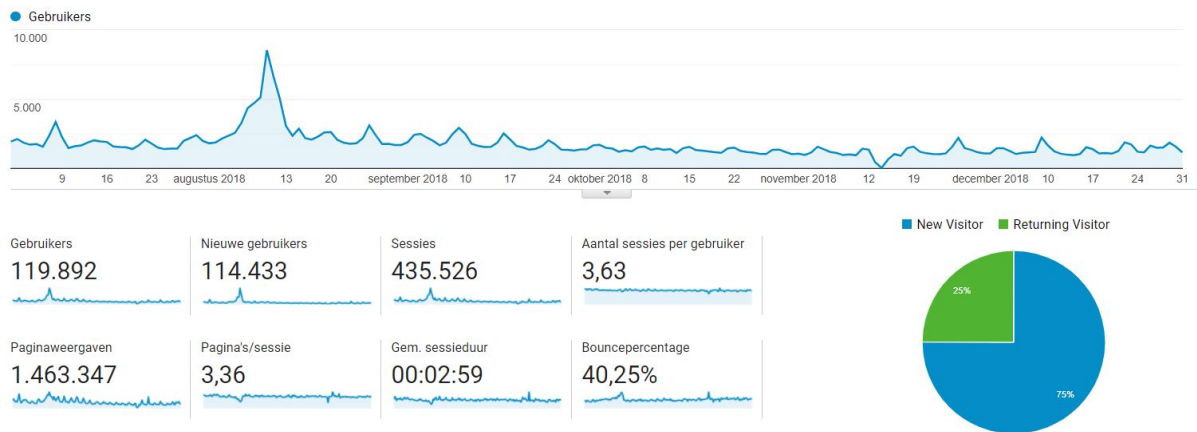 Gebruikers
10.000
5.000
9 16 23 augustus 2018 13 20 september 2018 10 17 24 oktober 2018 8 15 22 november 2018 12 19 december 2018 10 17 24 31
New Visitor Returning Visitor
Gebruikers Nieuwe gebruikers Sessies Aantal sessies per gebruiker
119.892 114.433 435.526 3,63
25%
Paginaweergaven Pagina's/sessie Gem. sessieduur Bouncepercentage
1.463.347 3,36 00:02:59 40,25%
75%